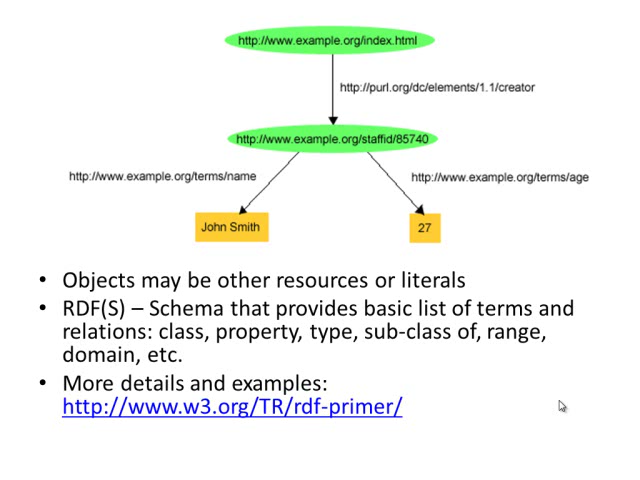 http://www.example.org/index.html
http://purl.org/dc/elements/1.1/creator
http://www.example.org/staffid/85740
http://www.example.org/terms/name
http://www.example.org/terms/age
John Smith
27
• Objects may be other resources or literals
• RDF(S) – Schema that provides basic list of terms and
relations: class, property, type, sub-class of, range,
domain, etc.
• More details and examples:
http://www.w3.org/TR/rdf-primer/